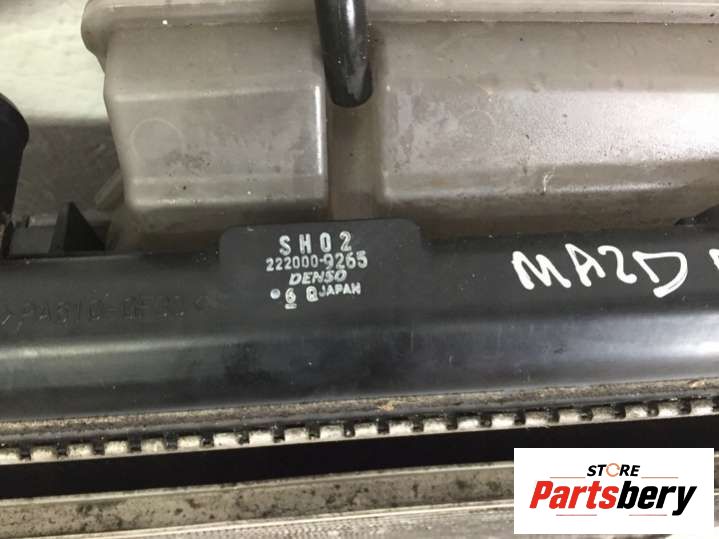 SH02
222000-9265
DENSO
6 Q JAPAN
MAZD
STORE
Partsbery